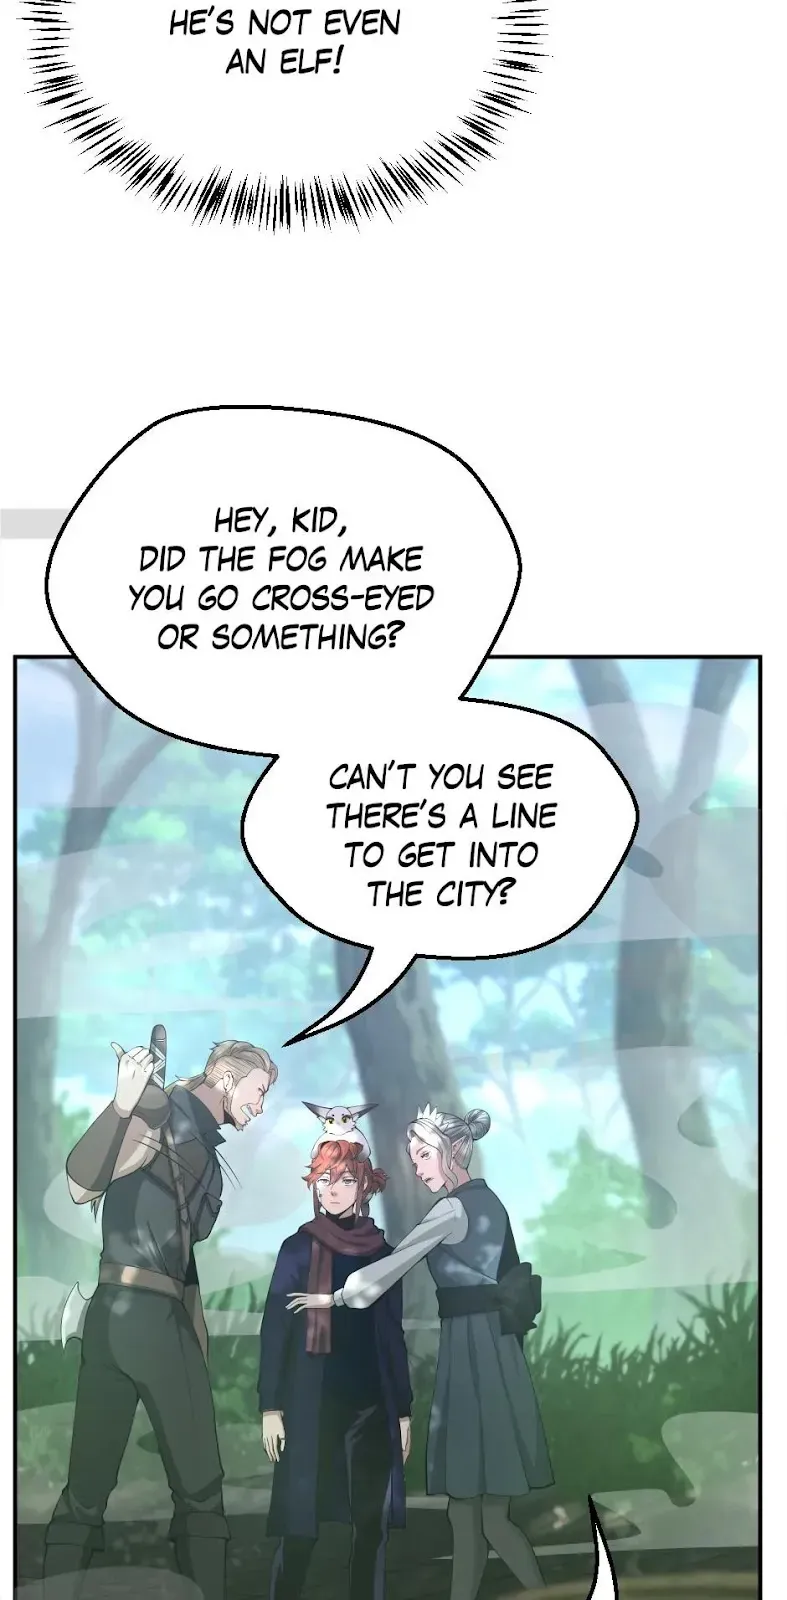 HE'S NOT EVEN
AN ELF!
HEY, KID,
DID THE FOG MAKE
YOU GO CROSS-EYED
OR SOMETHING?
CAN'T YOU SEE
THERE'S A LINE
TO GET INTO
THE CITY?